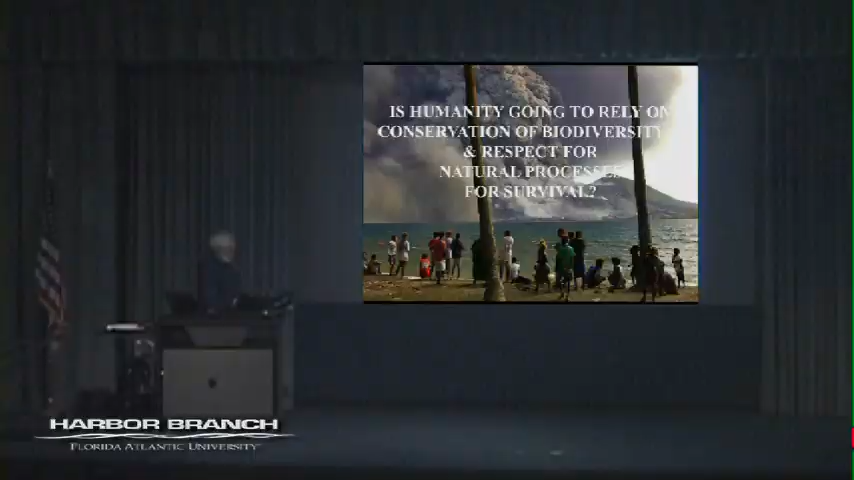 IS HUMANITY GOING TO RELY ON
CONSERVATION OF BIODIVERSITY
& RESPECT FOR
NATURAL PROCESSES
FOR SURVIVAL?
HARBOR BRANCH
FLORIDA ATLANTIC UNIVERSITY